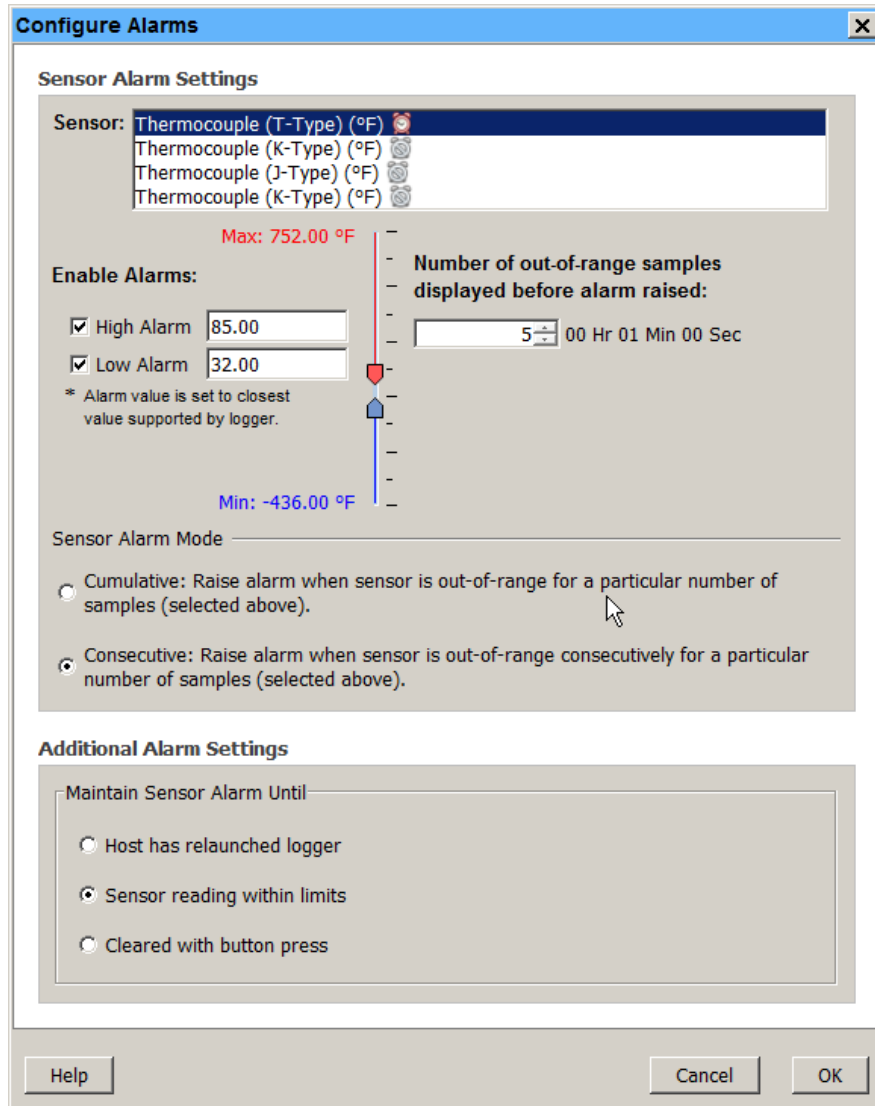 Configure Alarms
Sensor Alarm Settings
Sensor: Thermocouple (T-Type) (ºF)
Thermocouple (K-Type) (ºF)
Thermocouple (J-Type) (ºF)
Thermocouple (K-Type) (ºF)
Max: 752.00 ºF
Enable Alarms:
High Alarm 85.00
Low Alarm 32.00
* Alarm value is set to closest
value supported by logger.
Min: -436.00 ºF
Number of out-of-range samples
displayed before alarm raised:
5 00 Hr 01 Min 00 Sec
Sensor Alarm Mode
Cumulative: Raise alarm when sensor is out-of-range for a particular number of
samples (selected above).
Consecutive: Raise alarm when sensor is out-of-range consecutively for a particular
number of samples (selected above).
Additional Alarm Settings
Maintain Sensor Alarm Until
Host has relaunched logger
Sensor reading within limits
Cleared with button press
Help
Cancel
OK